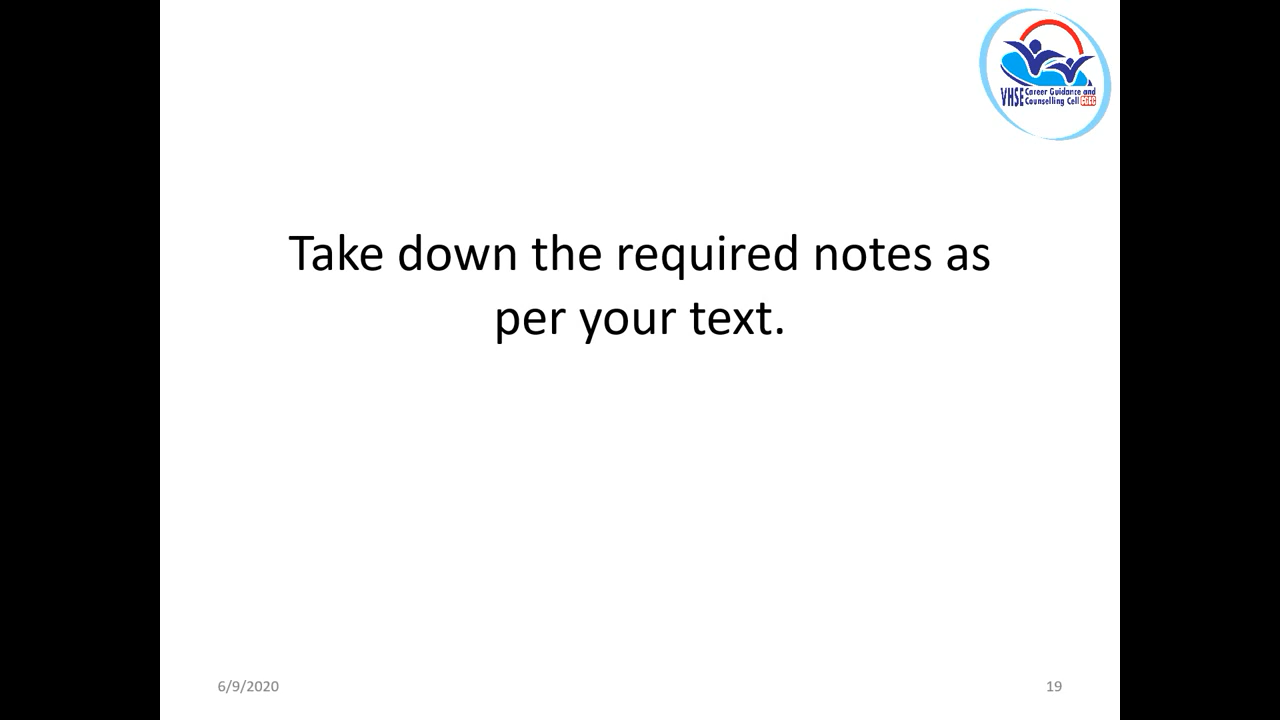 VHSE Career Guidance and
Counselling Cell CGCC
Take down the required notes as
per your text.
6/9/2020
19